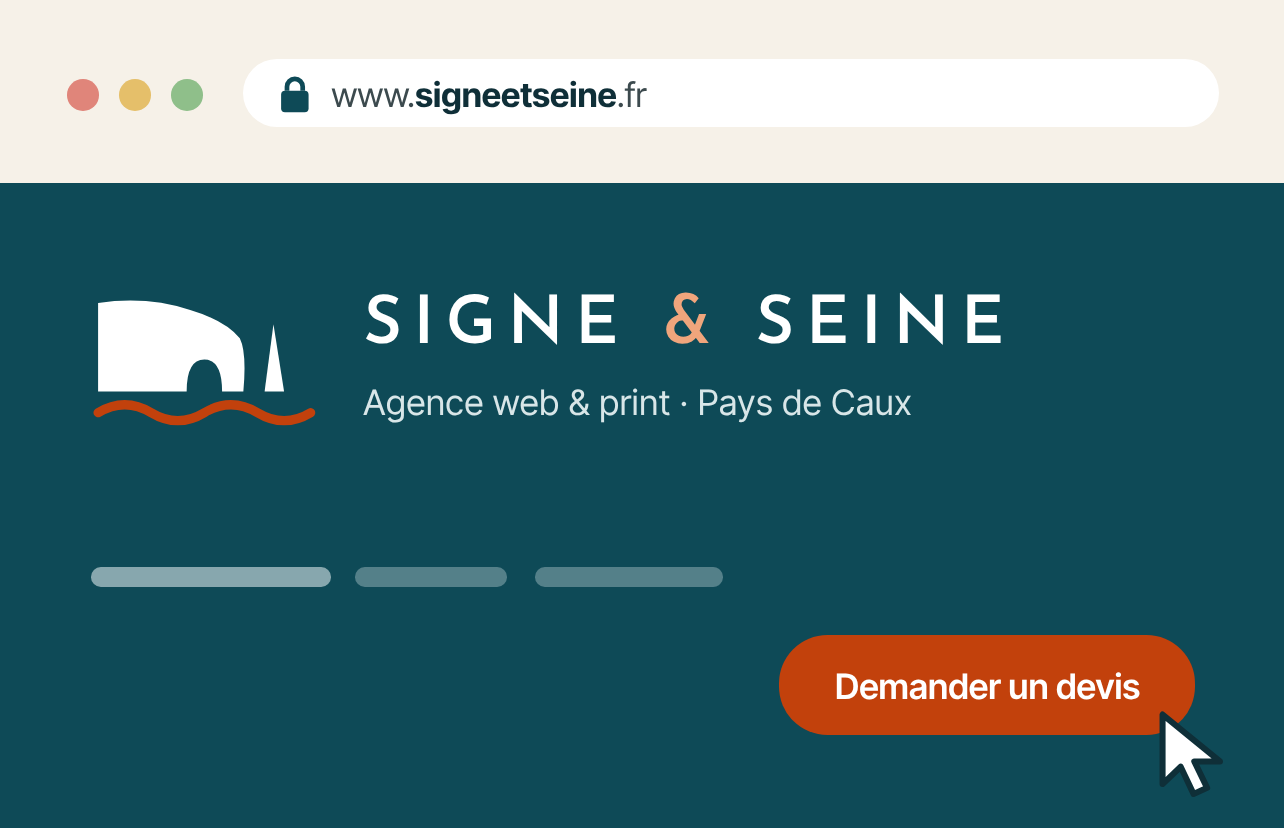 www.signeetseine.fr
SIGNE & SEINE
Agence web & print · Pays de Caux
Demander un devis